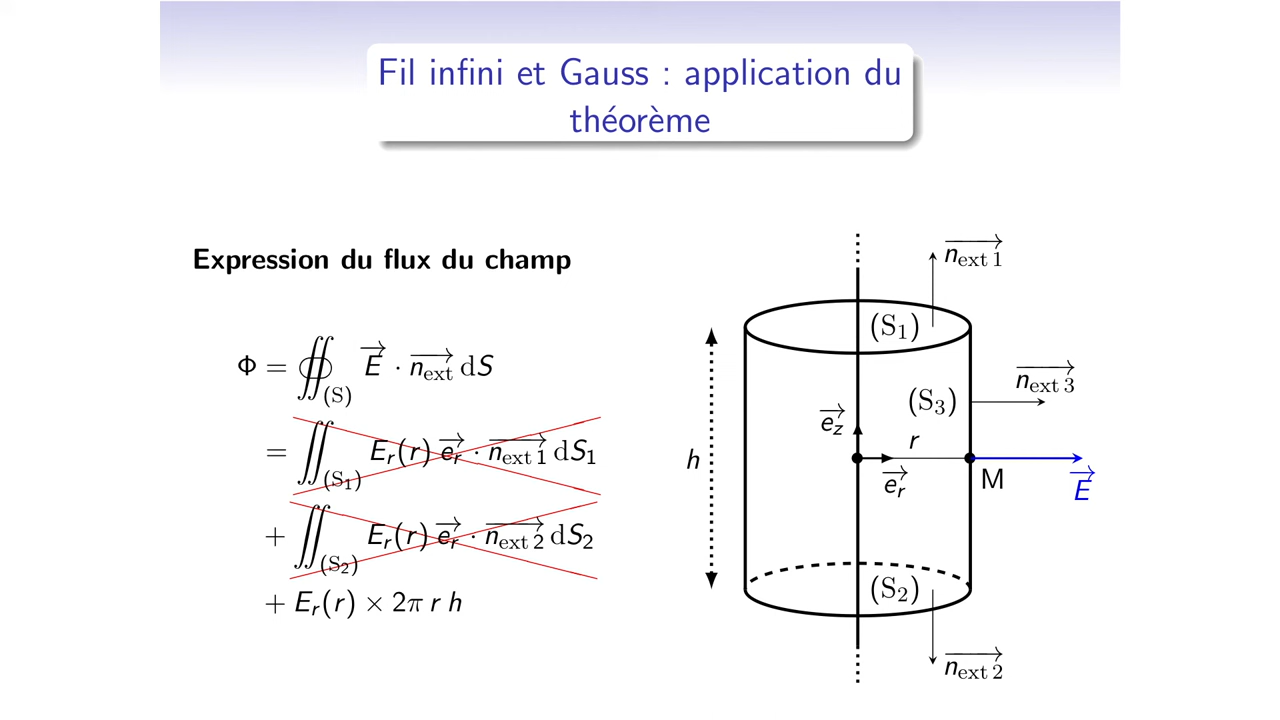 Fil infini et Gauss : application du
théorème
Expression du flux du champ
Φ = ∯(S) E⃗ · n⃗ext dS
= ∬(S1) Er(r) e⃗r · n⃗ext 1 dS1
+ ∬(S2) Er(r) e⃗r · n⃗ext 2 dS2
+ Er(r) × 2π r h
n⃗ext 1
(S1)
n⃗ext 3
(S3)
e⃗z
r
h
e⃗r
M
E⃗
(S2)
n⃗ext 2